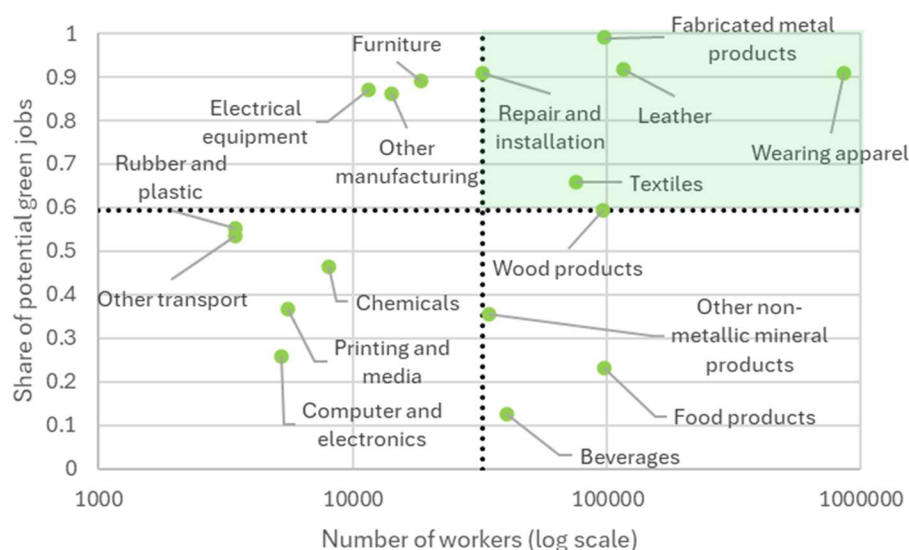 Fabricated metal
products
Furniture
Electrical
equipment
Other
manufacturing
Repair and
installation
Leather
Wearing apparel
Rubber and
plastic
Textiles
Wood products
Other transport
Chemicals
Other non-
metallic mineral
products
Printing and
media
Food products
Computer and
electronics
Beverages
Share of potential green jobs
1
0.9
0.8
0.7
0.6
0.5
0.4
0.3
0.2
0.1
0
1000 10000 100000 1000000
Number of workers (log scale)